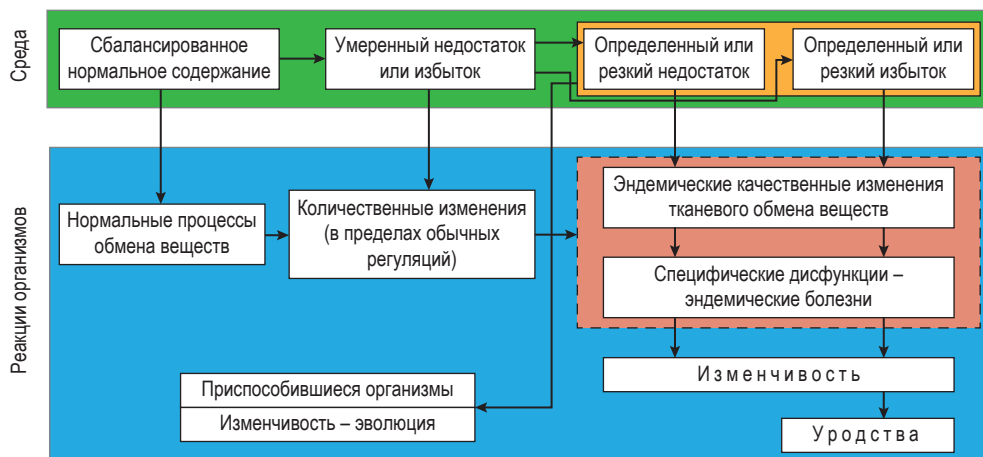 Среда
Сбалансированное
нормальное содержание
Умеренный недостаток
или избыток
Определенный или
резкий недостаток
Определенный или
резкий избыток
Реакции организмов
Нормальные процессы
обмена веществ
Количественные изменения
(в пределах обычных
регуляций)
Эндемические качественные изменения
тканевого обмена веществ
Специфические дисфункции –
эндемические болезни
Приспособившиеся организмы
Изменчивость – эволюция
Изменчивость
Уродства